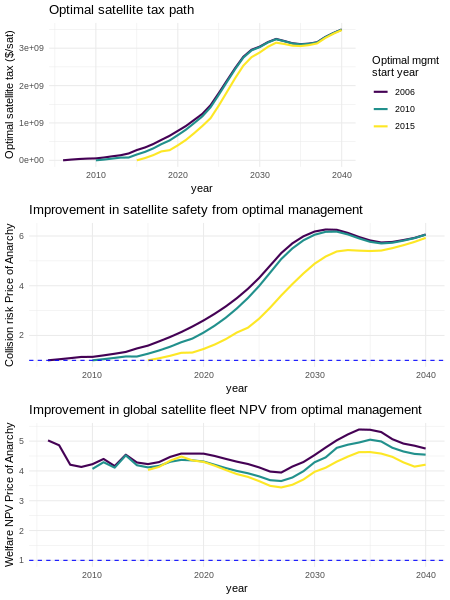 Optimal satellite tax path
Optimal satellite tax ($/sat)
3e+09
2e+09
1e+09
0e+00
2010
2020
2030
2040
year
Optimal mgmt
start year
2006
2010
2015
Improvement in satellite safety from optimal management
Collision risk Price of Anarchy
6
4
2
2010
2020
2030
2040
year
Improvement in global satellite fleet NPV from optimal management
Welfare NPV Price of Anarchy
5
4
3
2
1
2010
2020
2030
2040
year